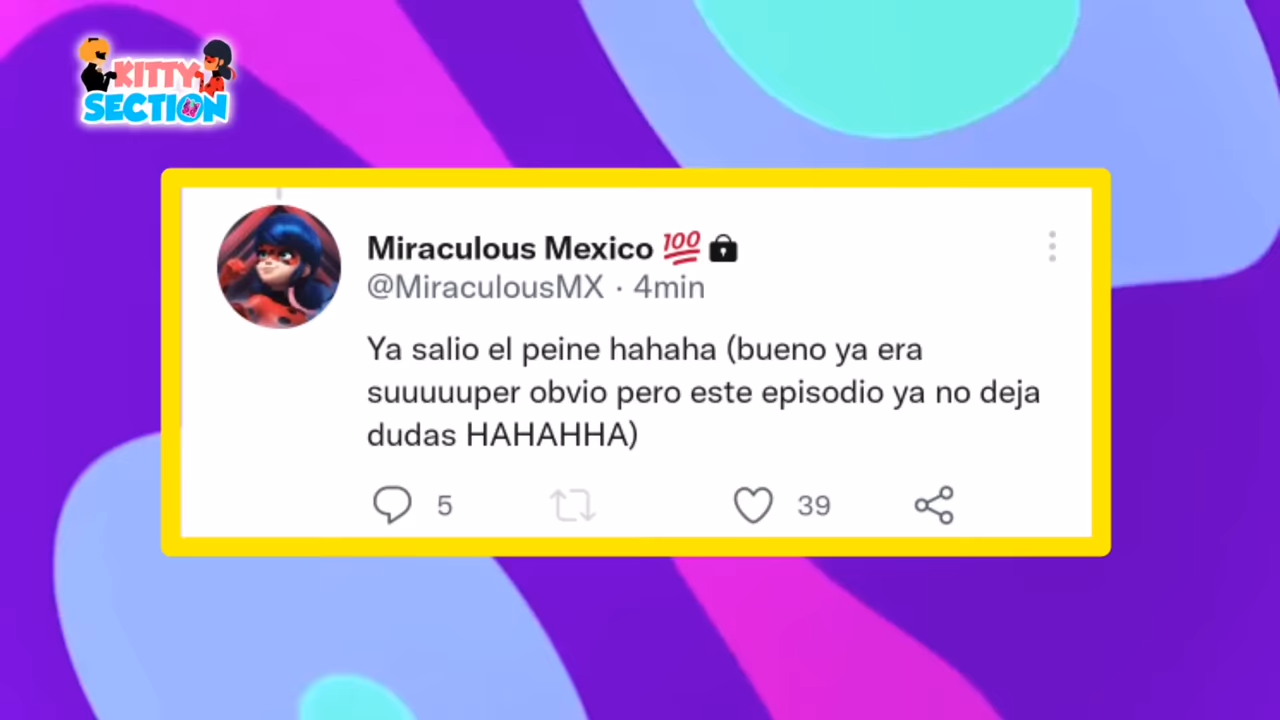 KITTY
SECTION
Miraculous Mexico 💯
@MiraculousMX · 4min
Ya salio el peine hahaha (bueno ya era
suuuuuper obvio pero este episodio ya no deja
dudas HAHAHHA)
5 39